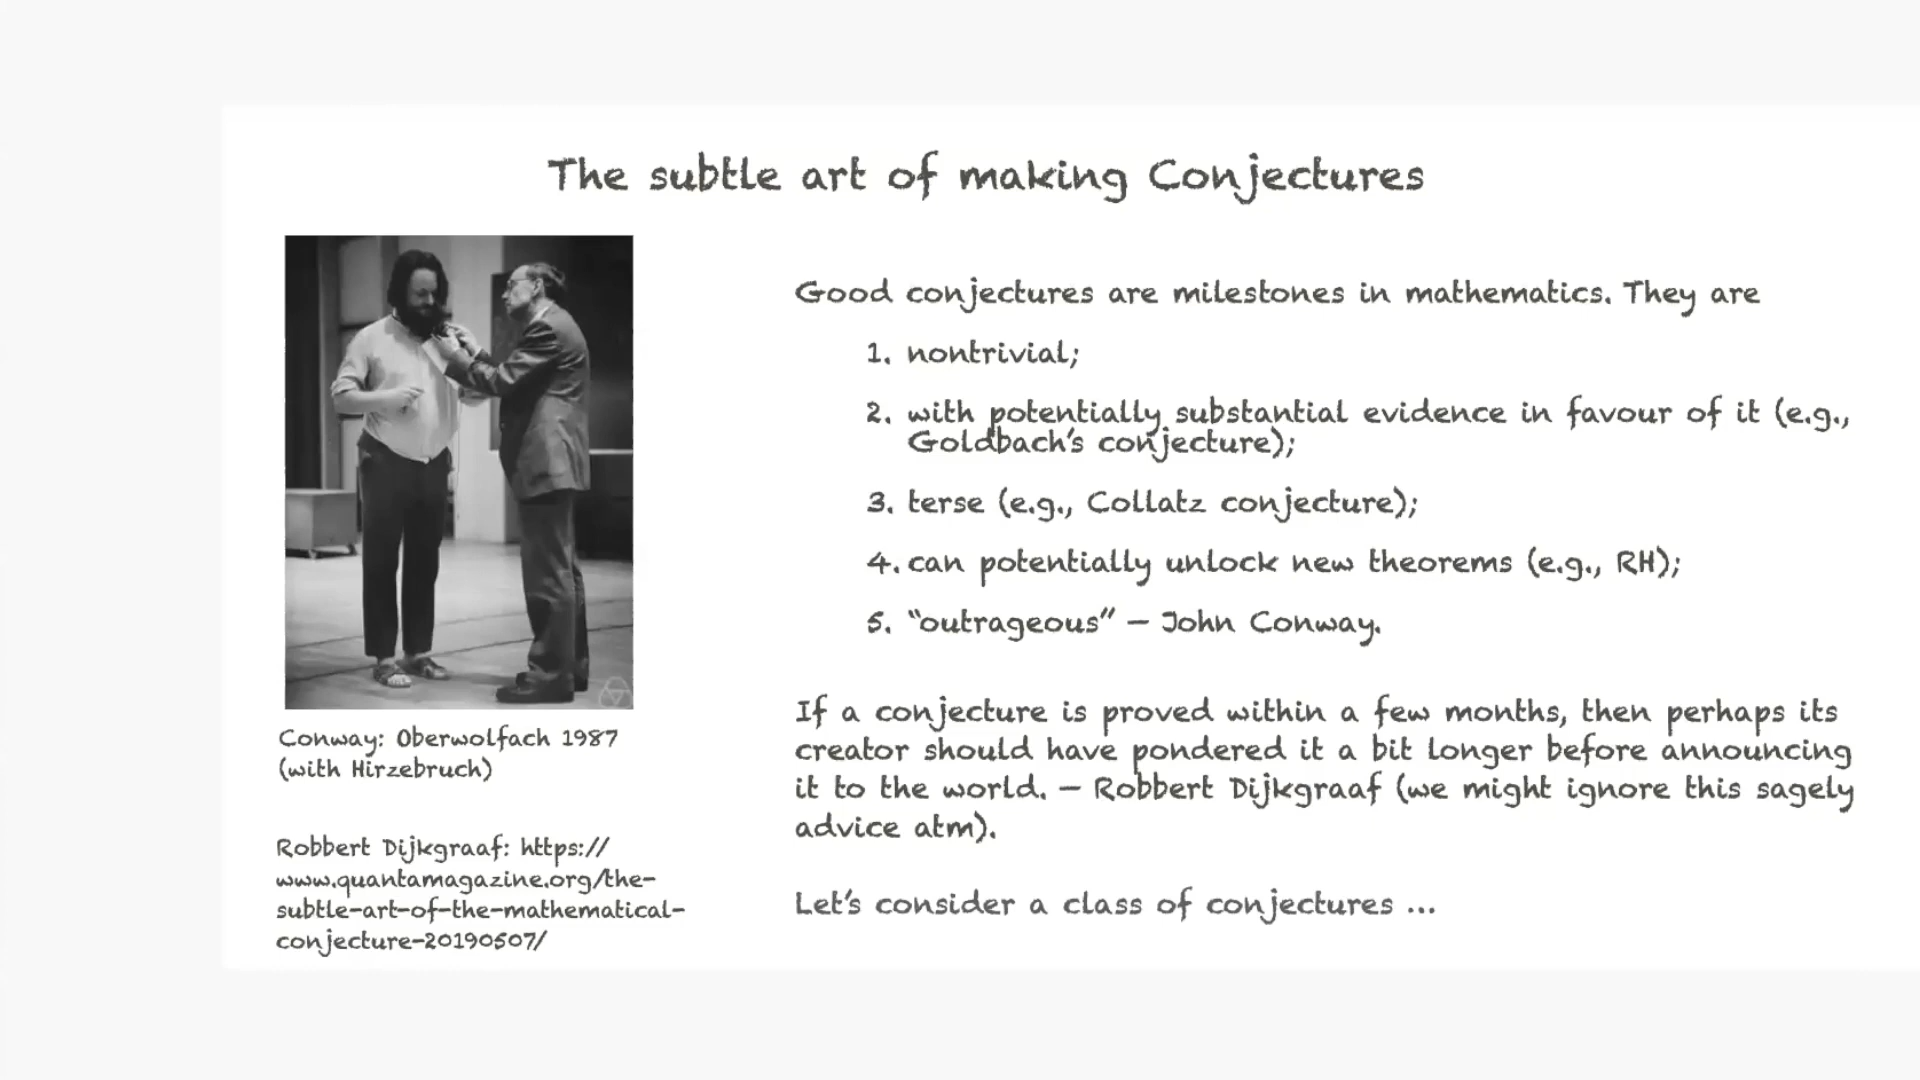 The subtle art of making Conjectures
Good conjectures are milestones in mathematics. They are
1. nontrivial;
2. with potentially substantial evidence in favour of it (e.g.,
Goldbach's conjecture);
3. terse (e.g., Collatz conjecture);
4. can potentially unlock new theorems (e.g., RH);
5. “outrageous” – John Conway.
If a conjecture is proved within a few months, then perhaps its
creator should have pondered it a bit longer before announcing
it to the world. – Robbert Dijkgraaf (we might ignore this sagely
advice atm).
Let's consider a class of conjectures ...
Conway: Oberwolfach 1987
(with Hirzebruch)
Robbert Dijkgraaf: https://
www.quantamagazine.org/the-
subtle-art-of-the-mathematical-
conjecture-20190507/